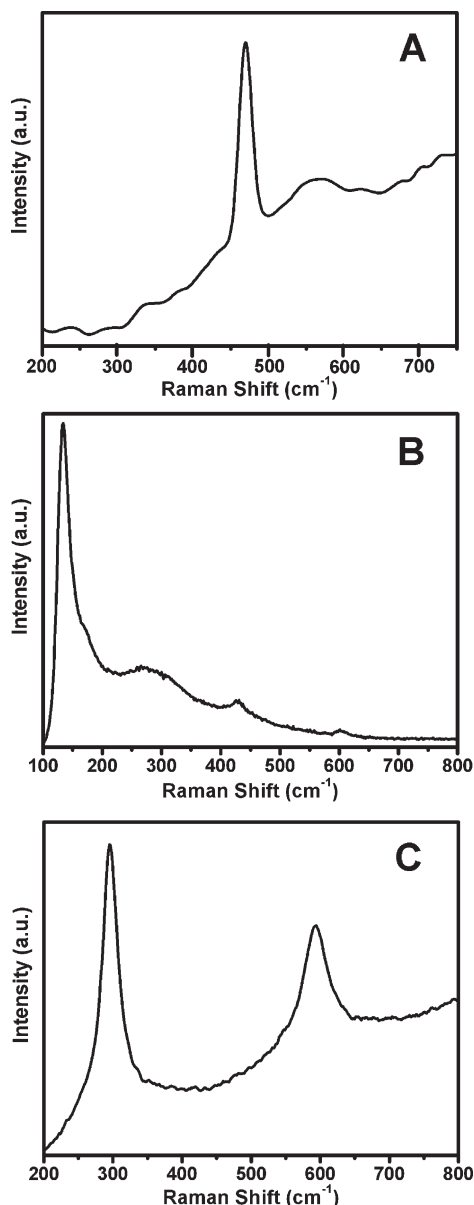 A
Intensity (a.u.)
200 300 400 500 600 700
Raman Shift (cm⁻¹)
B
Intensity (a.u.)
100 200 300 400 500 600 700 800
Raman Shift (cm⁻¹)
C
Intensity (a.u.)
200 300 400 500 600 700 800
Raman Shift (cm⁻¹)